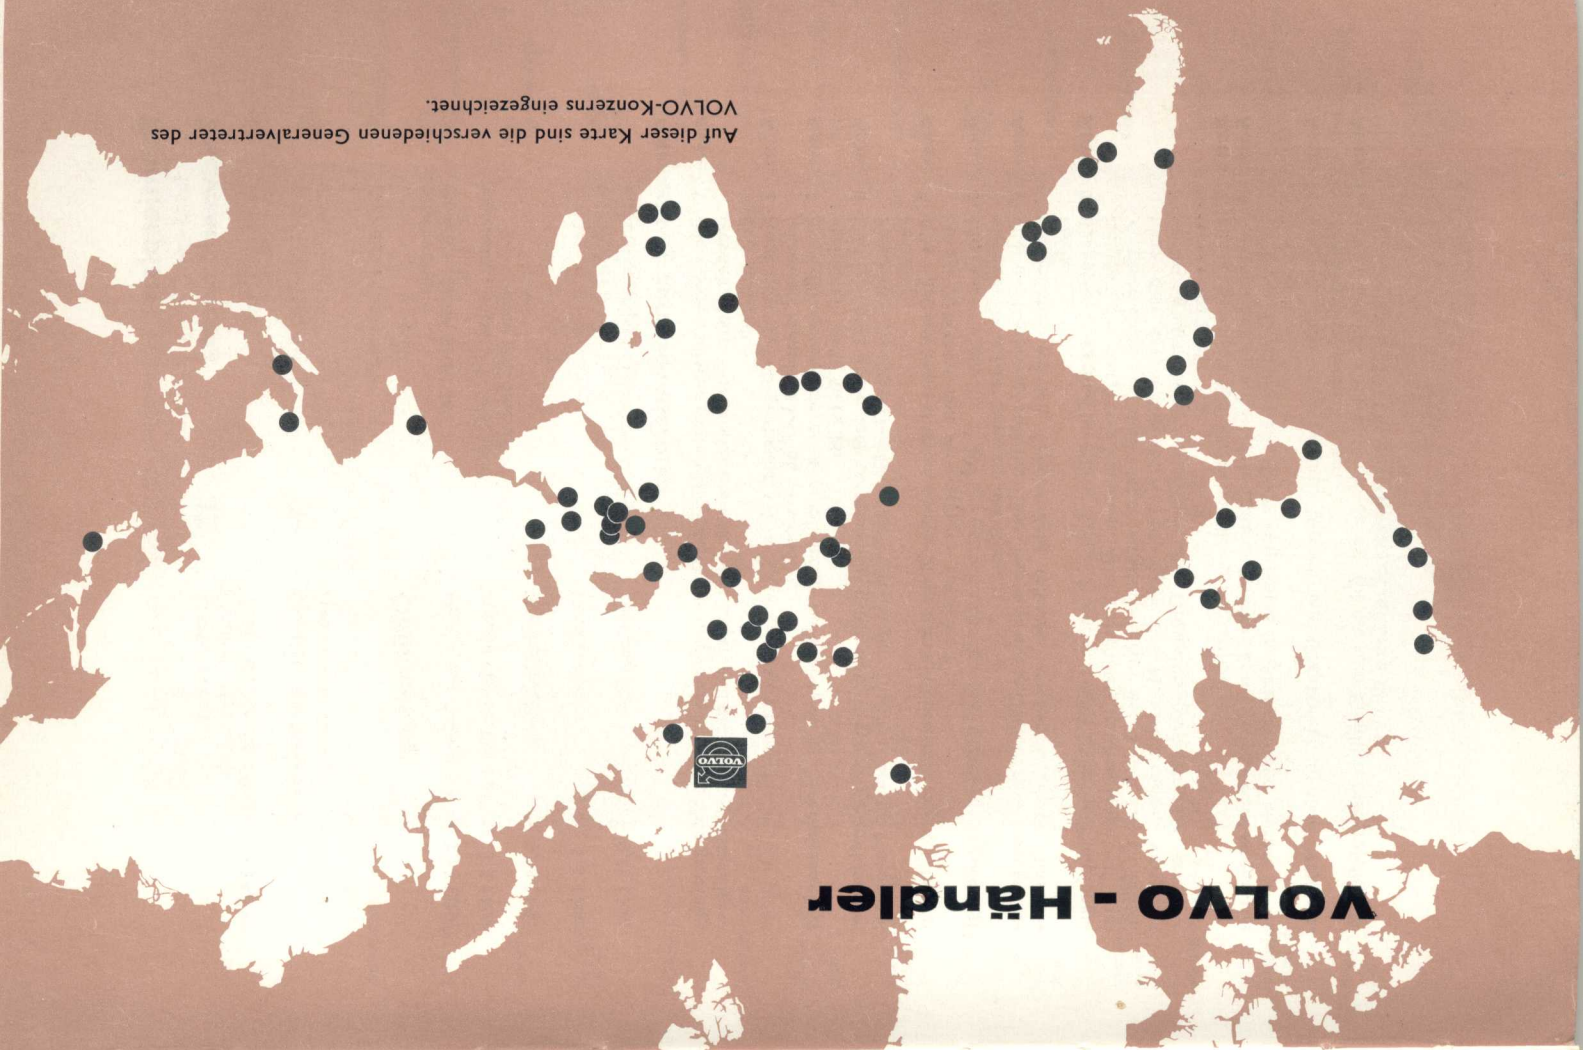 VOLVO - Händler
VOLVO
Auf dieser Karte sind die verschiedenen Generalvertreter des
VOLVO-Konzerns eingezeichnet.